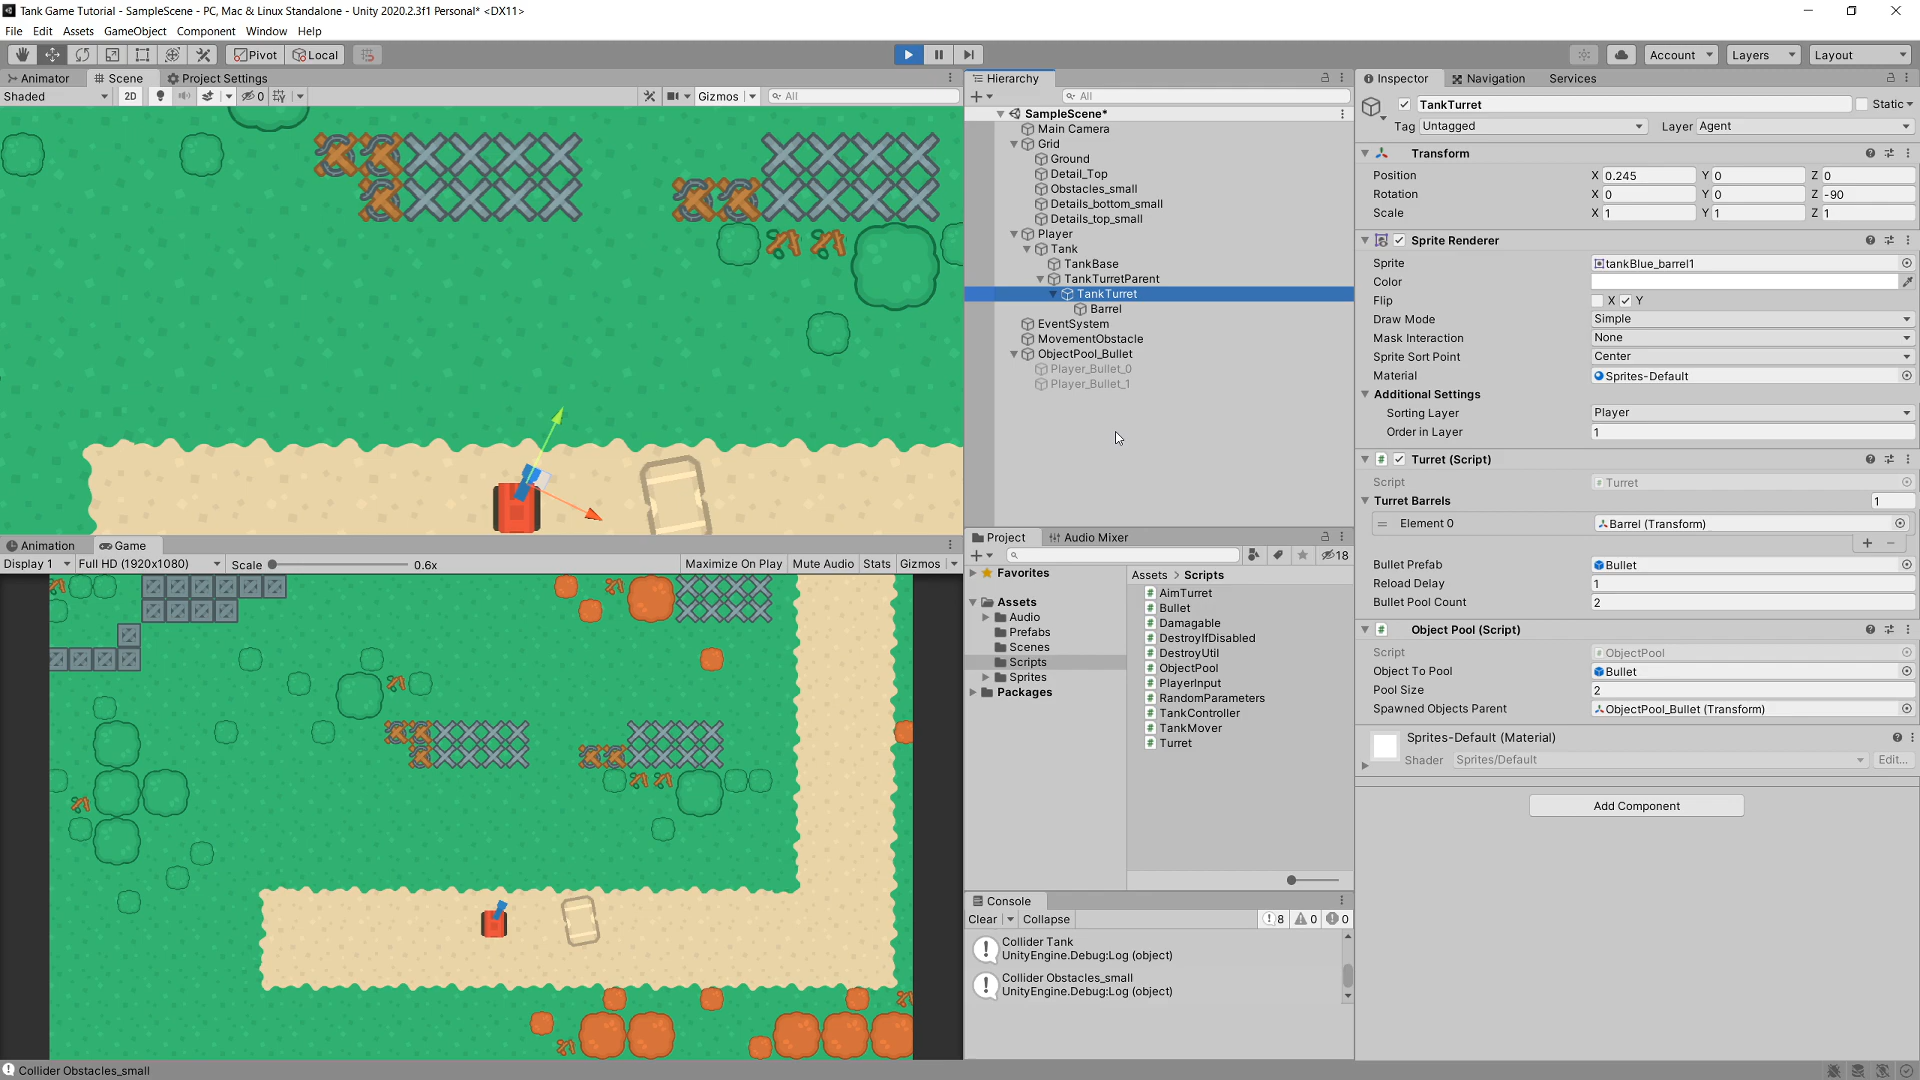 Tank Game Tutorial - SampleScene - PC, Mac & Linux Standalone - Unity 2020.2.3f1 Personal* <DX11>
File Edit Assets GameObject Component Window Help
Pivot Local Account Layers Layout
Animator Scene Project Settings
Shaded 2D 0 Gizmos All
Hierarchy
All
SampleScene*
Main Camera
Grid
Ground
Detail_Top
Obstacles_small
Details_bottom_small
Details_top_small
Player
Tank
TankBase
TankTurretParent
TankTurret
Barrel
EventSystem
MovementObstacle
ObjectPool_Bullet
Player_Bullet_0
Player_Bullet_1
Inspector Navigation Services
TankTurret Static
Tag Untagged Layer Agent
Transform
Position X 0.245 Y 0 Z 0
Rotation X 0 Y 0 Z -90
Scale X 1 Y 1 Z 1
Sprite Renderer
Sprite tankBlue_barrel1
Color
Flip X Y
Draw Mode Simple
Mask Interaction None
Sprite Sort Point Center
Material Sprites-Default
Additional Settings
Sorting Layer Player
Order in Layer 1
Turret (Script)
Script Turret
Turret Barrels 1
Element 0 Barrel (Transform)
Bullet Prefab Bullet
Reload Delay 1
Bullet Pool Count 2
Object Pool (Script)
Script ObjectPool
Object To Pool Bullet
Pool Size 2
Spawned Objects Parent ObjectPool_Bullet (Transform)
Sprites-Default (Material)
Shader Sprites/Default Edit...
Add Component
Animation Game
Display 1 Full HD (1920x1080) Scale 0.6x Maximize On Play Mute Audio Stats Gizmos
Project Audio Mixer
18
Favorites
Assets
Audio
Prefabs
Scenes
Scripts
Sprites
Packages
Assets > Scripts
AimTurret
Bullet
Damagable
DestroyIfDisabled
DestroyUtil
ObjectPool
PlayerInput
RandomParameters
TankController
TankMover
Turret
Console
Clear Collapse 8 0 0
Collider Tank
UnityEngine.Debug:Log (object)
Collider Obstacles_small
UnityEngine.Debug:Log (object)
Collider Obstacles_small